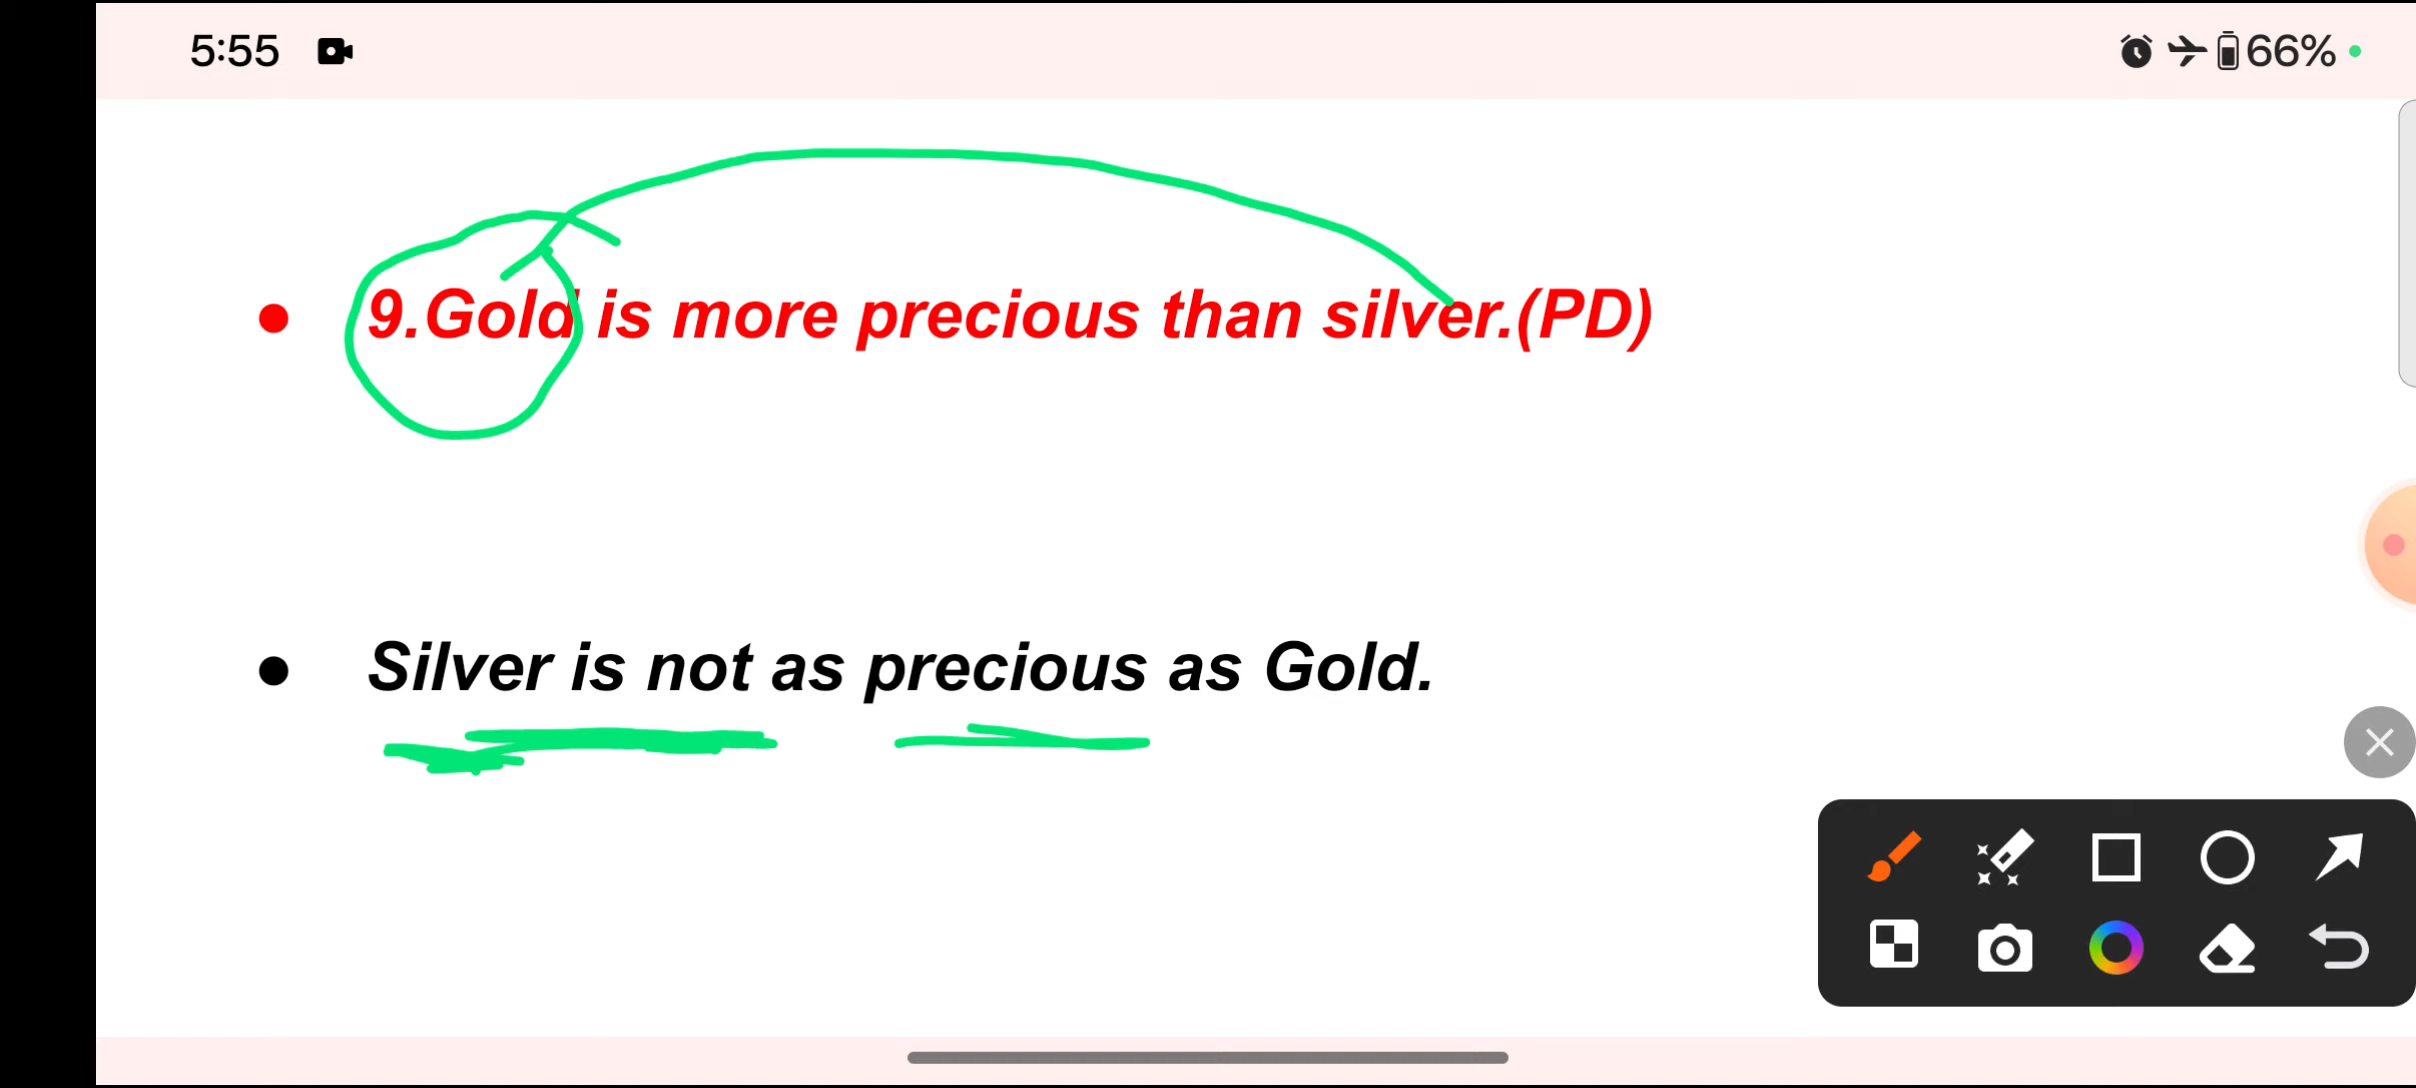 5:55 66%
9.Gold is more precious than silver.(PD)
Silver is not as precious as Gold.